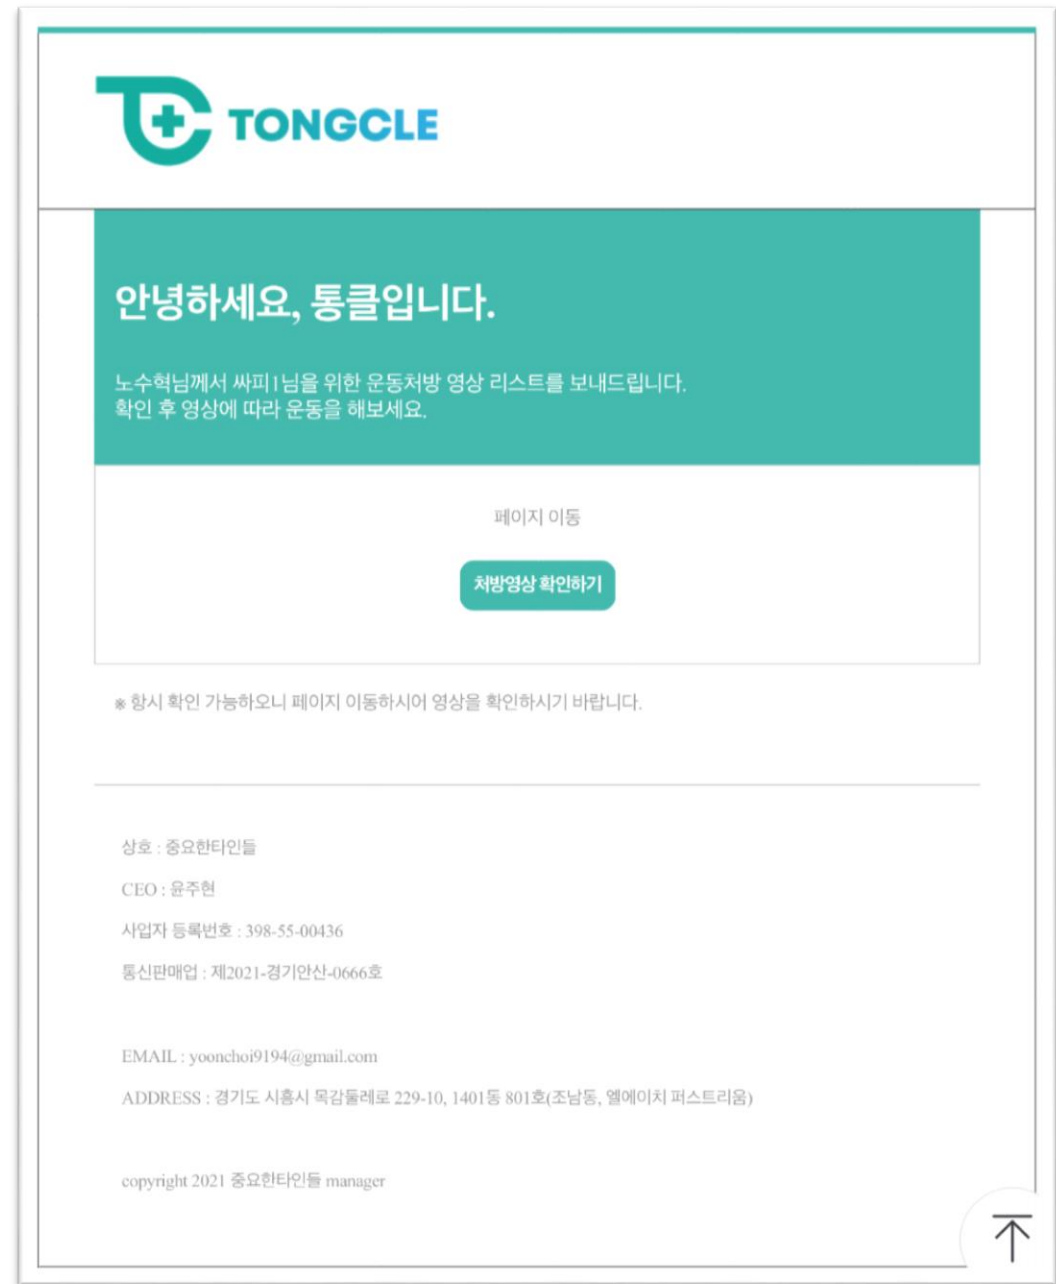 TONGCLE
안녕하세요, 통클입니다.
노수혁님께서 싸피1님을 위한 운동처방 영상 리스트를 보내드립니다.
확인 후 영상에 따라 운동을 해보세요.
페이지 이동
처방영상 확인하기
※ 항시 확인 가능하오니 페이지 이동하시어 영상을 확인하시기 바랍니다.
상호 : 중요한타인들
CEO : 윤주현
사업자 등록번호 : 398-55-00436
통신판매업 : 제2021-경기안산-0666호
EMAIL : yoonchoi9194@gmail.com
ADDRESS : 경기도 시흥시 목감둘레로 229-10, 1401동 801호(조남동, 엘에이치 퍼스트리움)
copyright 2021 중요한타인들 manager